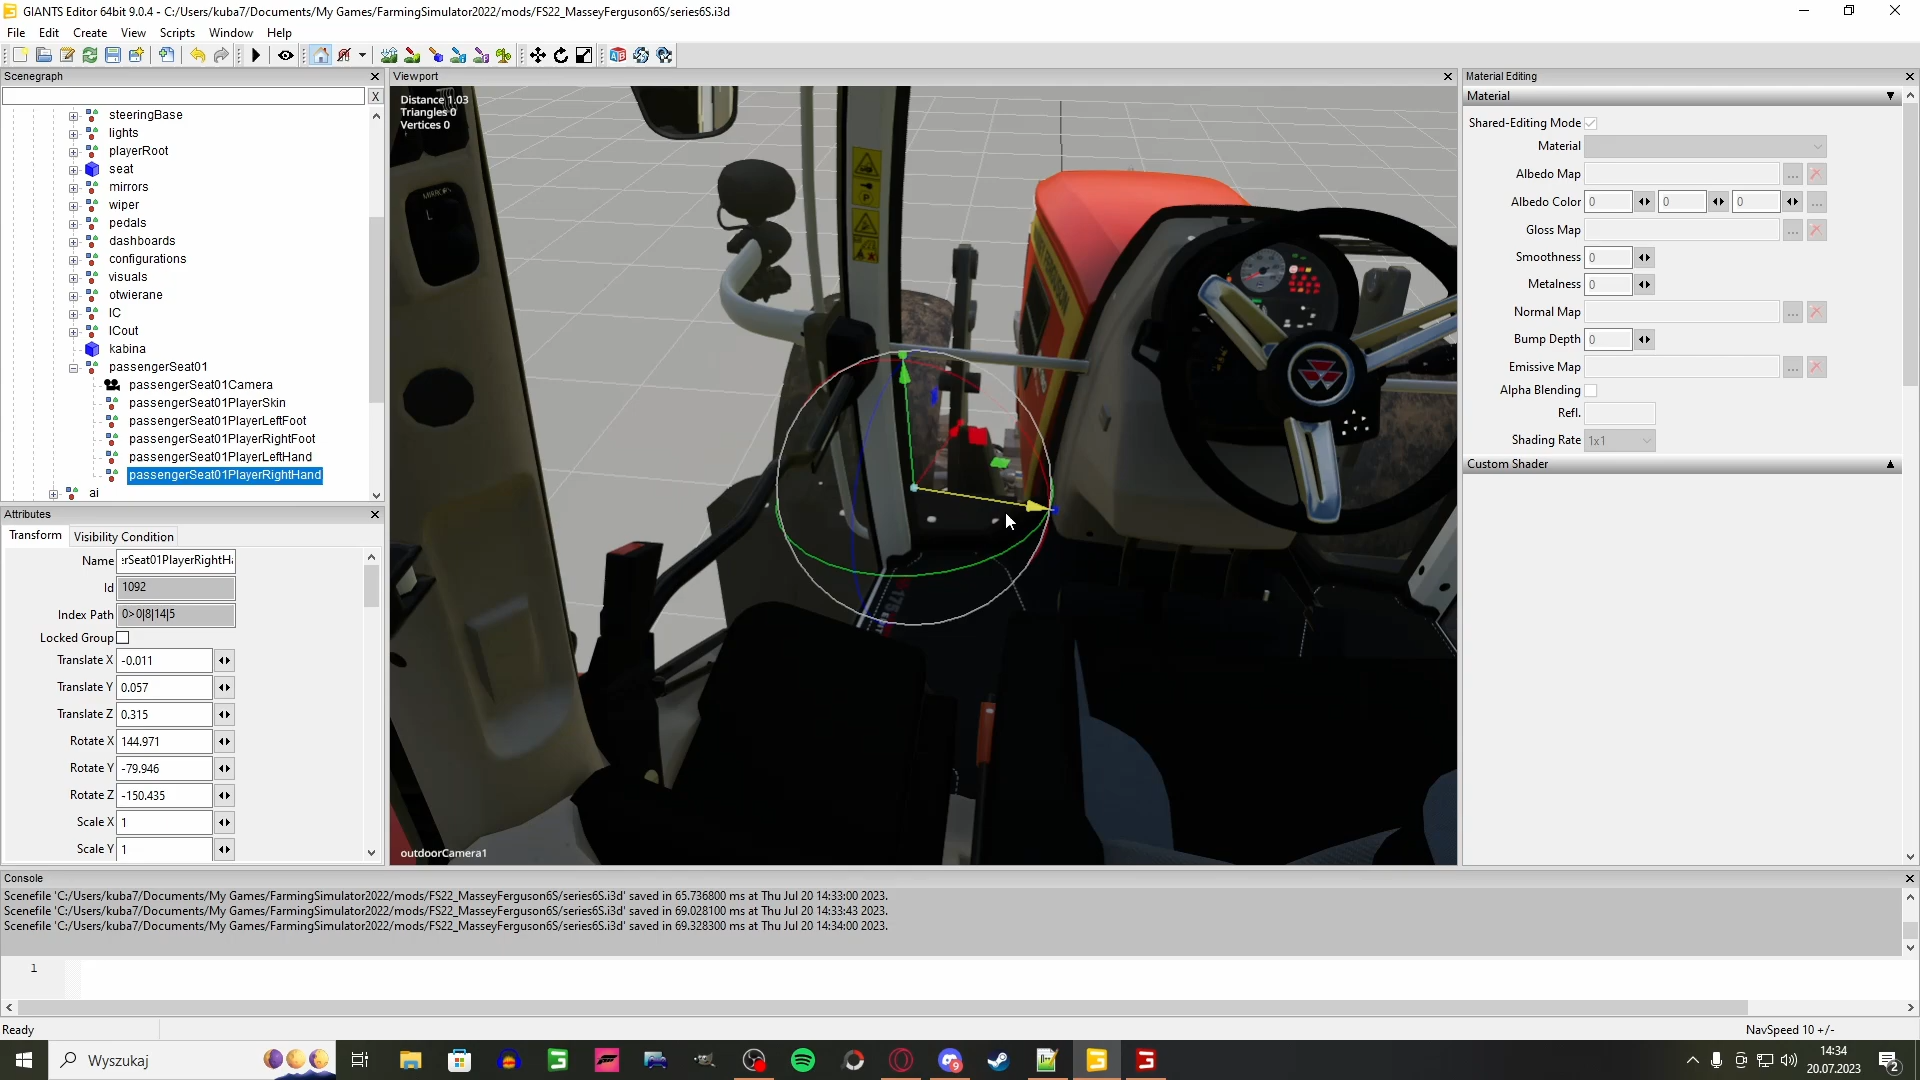 GIANTS Editor 64bit 9.0.4 - C:/Users/kuba7/Documents/My Games/FarmingSimulator2022/mods/FS22_MasseyFerguson6S/series6S.i3d
File Edit Create View Scripts Window Help
Scenegraph
X
steeringBase
lights
playerRoot
seat
mirrors
wiper
pedals
dashboards
configurations
visuals
otwierane
IC
ICout
kabina
passengerSeat01
passengerSeat01Camera
passengerSeat01PlayerSkin
passengerSeat01PlayerLeftFoot
passengerSeat01PlayerRightFoot
passengerSeat01PlayerLeftHand
passengerSeat01PlayerRightHand
ai
Attributes
Transform Visibility Condition
Name :rSeat01PlayerRightHa
Id 1092
Index Path 0>0|8|14|5
Locked Group
Translate X -0.011
Translate Y 0.057
Translate Z 0.315
Rotate X 144.971
Rotate Y -79.946
Rotate Z -150.435
Scale X 1
Scale Y 1
Viewport
Distance 1.03
Triangles 0
Vertices 0
L
P
175
outdoorCamera1
Material Editing
Material
Shared-Editing Mode
Material
Albedo Map ...
Albedo Color 0 0 0 ...
Gloss Map ...
Smoothness 0
Metalness 0
Normal Map ...
Bump Depth 0
Emissive Map ...
Alpha Blending
Refl.
Shading Rate 1x1
Custom Shader
Console
Scenefile 'C:/Users/kuba7/Documents/My Games/FarmingSimulator2022/mods/FS22_MasseyFerguson6S/series6S.i3d' saved in 65.736800 ms at Thu Jul 20 14:33:00 2023.
Scenefile 'C:/Users/kuba7/Documents/My Games/FarmingSimulator2022/mods/FS22_MasseyFerguson6S/series6S.i3d' saved in 69.028100 ms at Thu Jul 20 14:33:43 2023.
Scenefile 'C:/Users/kuba7/Documents/My Games/FarmingSimulator2022/mods/FS22_MasseyFerguson6S/series6S.i3d' saved in 69.328300 ms at Thu Jul 20 14:34:00 2023.
1
Ready
NavSpeed 10 +/-
Wyszukaj
9
14:34
20.07.2023
2